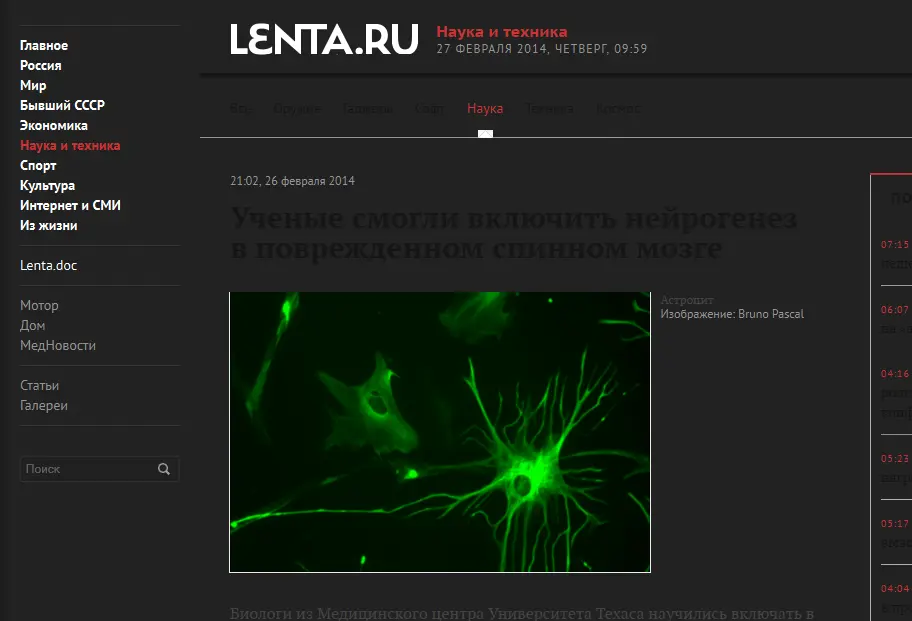 Главное
Россия
Мир
Бывший СССР
Экономика
Наука и техника
Спорт
Культура
Интернет и СМИ
Из жизни
Lenta.doc
Мотор
Дом
МедНовости
Статьи
Галереи
Поиск
LENTA.RU
Наука и техника
27 ФЕВРАЛЯ 2014, ЧЕТВЕРГ, 09:59
Оружие Гаджеты Софт Наука Техника Космос
21:02, 26 февраля 2014
Ученые смогли включить нейрогенез
в поврежденном спинном мозге
Астроцит
Изображение: Bruno Pascal
Биологи из Медицинского центра Университета Техаса научились включать в
07:15
06:07
04:16
05:23
05:17
04:04